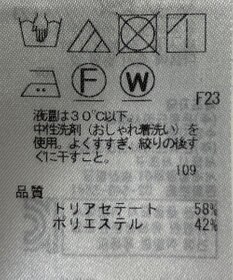 F
W
F23
液温は30℃以下。
中性洗剤（おしゃれ着洗い）を
使用。よくすすぎ、絞りの後す
ぐに干すこと。
109
品質
トリアセテート 58%
ポリエステル 42%